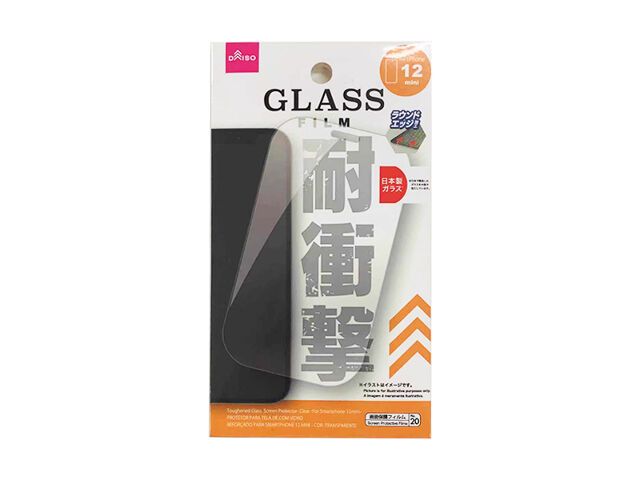 DAISO
for iPhone
12
mini
GLASS
FILM
ラウンド
エッジ!
耐
衝
撃
日本製
ガラス
※イラストはイメージです。
Picture is for illustrative purposes only
A imagem é meramente ilustrativa
Toughened Glass Screen Protector-Clear (for Smartphone 12mini)-
PROTETOR PARA TELA DE COM VIDRO
REFORÇADO PARA SMARTPHONE 12 MINI - COR: TRANSPARENTE
画面保護フィルム
Screen Protective Films
No.
20